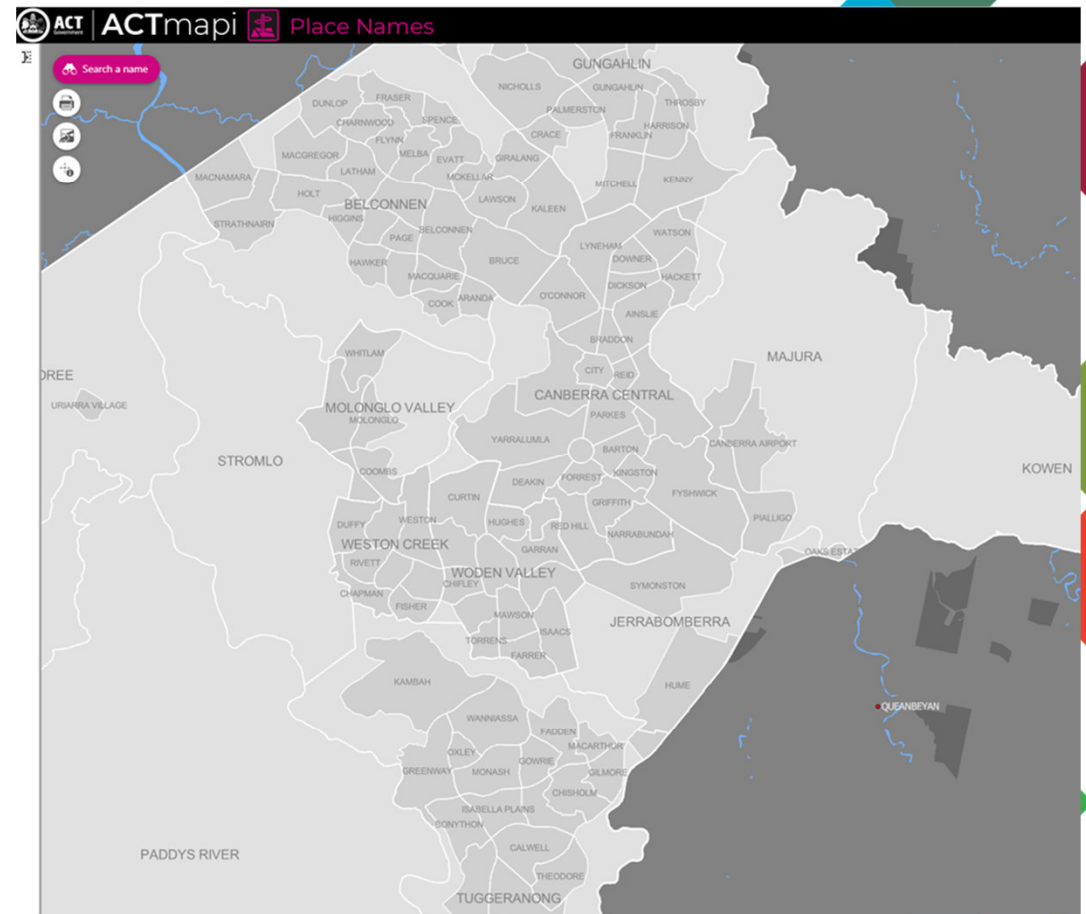 ACT
Government
ACTmapi
Place Names
Search a name
GUNGAHLIN
NICHOLLS
GUNGAHLIN
DUNLOP
FRASER
THROSBY
PALMERSTON
CHARNWOOD
SPENCE
HARRISON
CRACE
FRANKLIN
FLYNN
MACGREGOR
MELBA
EVATT
GIRALANG
LATHAM
MACNAMARA
MCKELLAR
MITCHELL
KENNY
HOLT
LAWSON
BELCONNEN
KALEEN
HIGGINS
STRATHNAIRN
BELCONNEN
WATSON
PAGE
LYNEHAM
HAWKER
BRUCE
DOWNER
MACQUARIE
HACKETT
DICKSON
COOK
ARANDA
O'CONNOR
AINSLIE
BRADDON
WHITLAM
MAJURA
CITY
REID
OREE
CANBERRA CENTRAL
URIARRA VILLAGE
MOLONGLO VALLEY
MOLONGLO
PARKES
YARRALUMLA
CANBERRA AIRPORT
BARTON
STROMLO
KOWEN
COOMBS
KINGSTON
DEAKIN
FORREST
CURTIN
FYSHWICK
GRIFFITH
DUFFY
WESTON
HUGHES
RED HILL
PIALLIGO
NARRABUNDAH
WESTON CREEK
GARRAN
OAKS ESTAT
RIVETT
WODEN VALLEY
CHIFLEY
SYMONSTON
CHAPMAN
FISHER
MAWSON
JERRABOMBERRA
ISAACS
TORRENS
FARRER
KAMBAH
HUME
QUEANBEYAN
WANNIASSA
FADDEN
MACARTHUR
OXLEY
GOWRIE
GREENWAY
MONASH
GILMORE
CHISHOLM
ISABELLA PLAINS
BONYTHON
CALWELL
PADDYS RIVER
THEODORE
TUGGERANONG